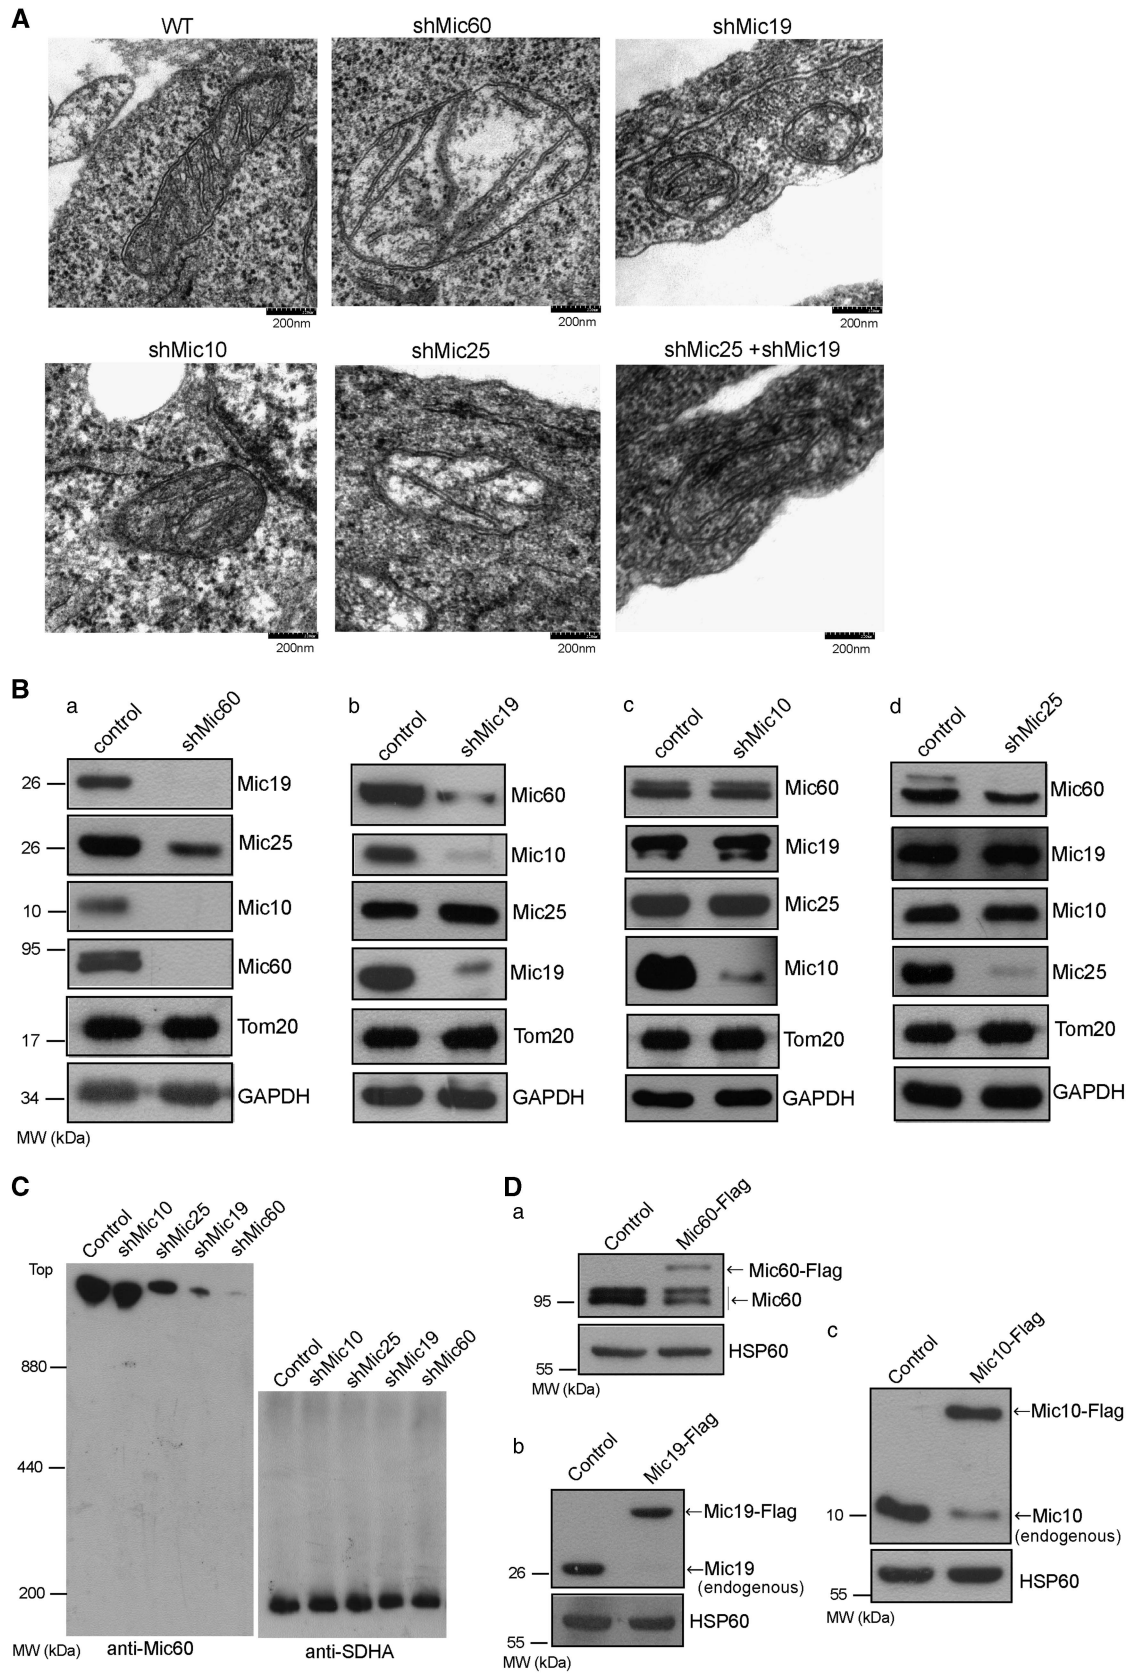 A
WT
shMic60
shMic19
200nm
200nm
200nm
shMic10
shMic25
shMic25 +shMic19
200nm
200nm
200nm
B
a
control
shMic60
26
Mic19
26
Mic25
10
Mic10
95
Mic60
17
Tom20
34
GAPDH
MW (kDa)
b
control
shMic19
Mic60
Mic10
Mic25
Mic19
Tom20
GAPDH
c
control
shMic10
Mic60
Mic19
Mic25
Mic10
Tom20
GAPDH
d
control
shMic25
Mic60
Mic19
Mic10
Mic25
Tom20
GAPDH
C
Control
shMic10
shMic25
shMic19
shMic60
Top
880
440
200
MW (kDa)
anti-Mic60
Control
shMic10
shMic25
shMic19
shMic60
anti-SDHA
D
a
Control
Mic60-Flag
←Mic60-Flag
95
←Mic60
HSP60
55
MW (kDa)
b
Control
Mic19-Flag
←Mic19-Flag
26
←Mic19
(endogenous)
HSP60
55
MW (kDa)
c
Control
Mic10-Flag
←Mic10-Flag
10
←Mic10
(endogenous)
HSP60
55
MW (kDa)